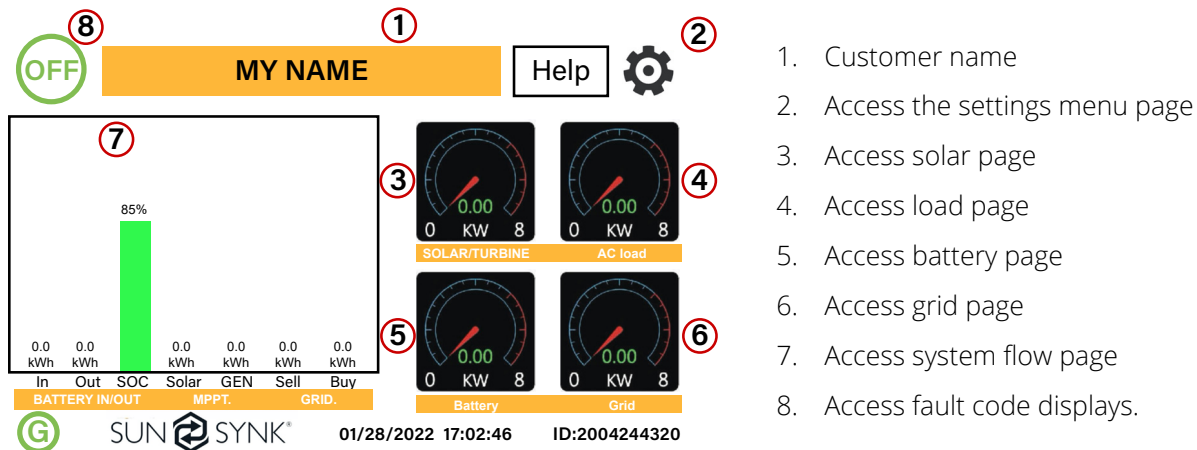 8
1
2
OFF
MY NAME
Help
7
85%
0.0 0.0 0.0 0.0 0.0 0.0
kWh kWh kWh kWh kWh kWh
In Out SOC Solar GEN Sell Buy
BATTERY IN/OUT MPPT. GRID.
3
0.00
0 KW 8
SOLAR/TURBINE
4
0.00
0 KW 8
AC load
5
0.00
0 KW 8
Battery
6
0.00
0 KW 8
Grid
G
SUN SYNK®
01/28/2022 17:02:46
ID:2004244320
1. Customer name
2. Access the settings menu page
3. Access solar page
4. Access load page
5. Access battery page
6. Access grid page
7. Access system flow page
8. Access fault code displays.